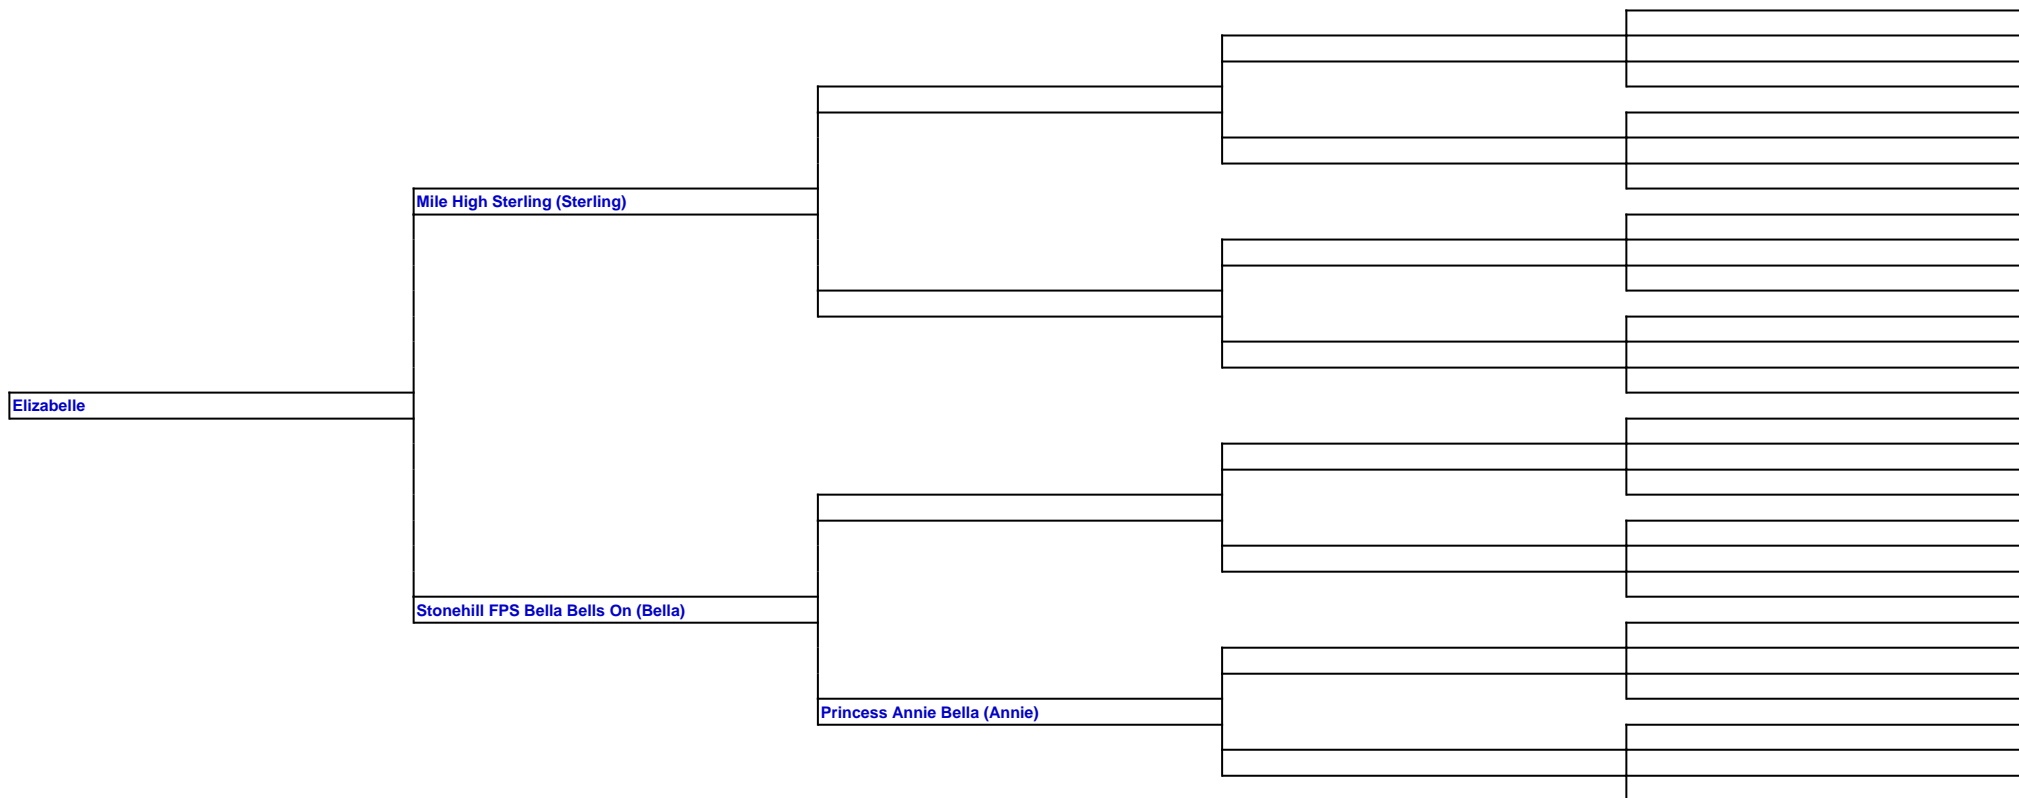 Mile High Sterling (Sterling)
Elizabelle
Stonehill FPS Bella Bells On (Bella)
Princess Annie Bella (Annie)